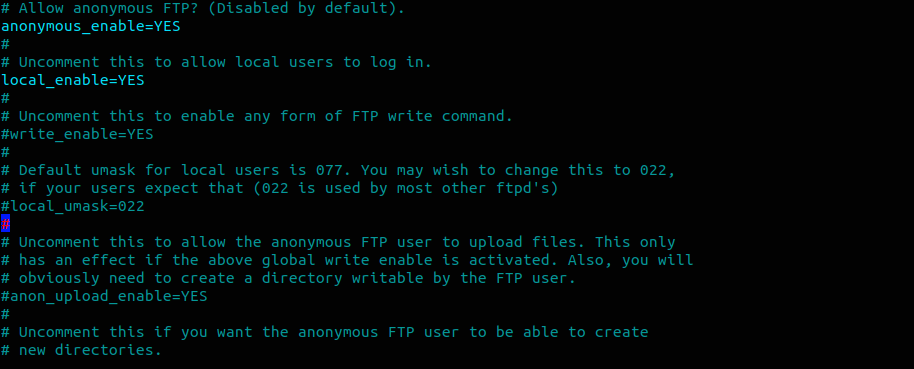 # Allow anonymous FTP? (Disabled by default).
anonymous_enable=YES
#
# Uncomment this to allow local users to log in.
local_enable=YES
#
# Uncomment this to enable any form of FTP write command.
#write_enable=YES
#
# Default umask for local users is 077. You may wish to change this to 022,
# if your users expect that (022 is used by most other ftpd's)
#local_umask=022
#
# Uncomment this to allow the anonymous FTP user to upload files. This only
# has an effect if the above global write enable is activated. Also, you will
# obviously need to create a directory writable by the FTP user.
#anon_upload_enable=YES
#
# Uncomment this if you want the anonymous FTP user to be able to create
# new directories.